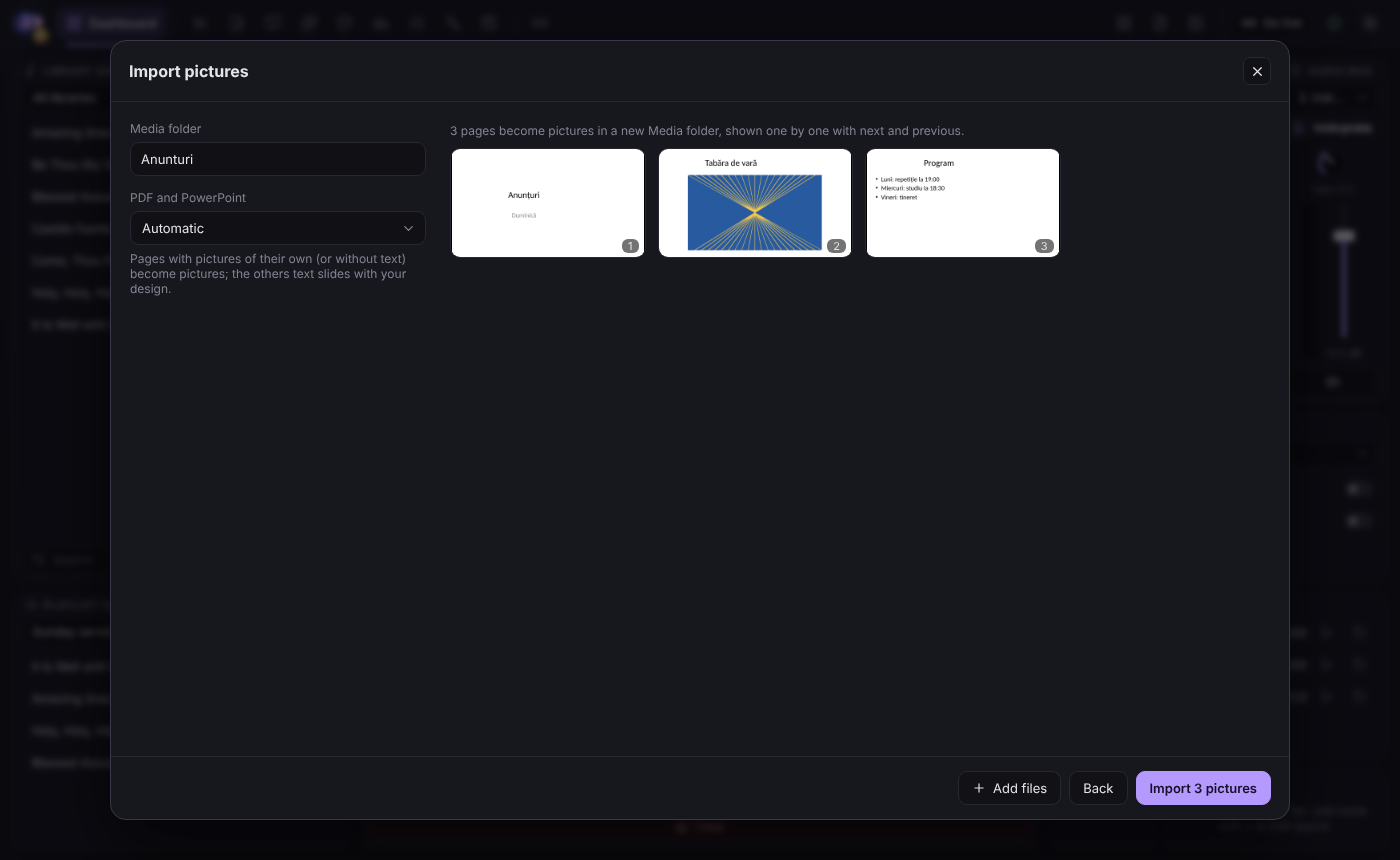 Dashboard
Import pictures
Media folder
Anunturi
PDF and PowerPoint
Automatic
Pages with pictures of their own (or without text)
become pictures; the others text slides with your
design.
3 pages become pictures in a new Media folder, shown one by one with next and previous.
Anunțuri
Duminică
1
Tabăra de vară
2
Program
• Luni: repetiție la 19:00
• Miercuri: studiu la 18:30
• Vineri: tineret
3
Add files
Back
Import 3 pictures